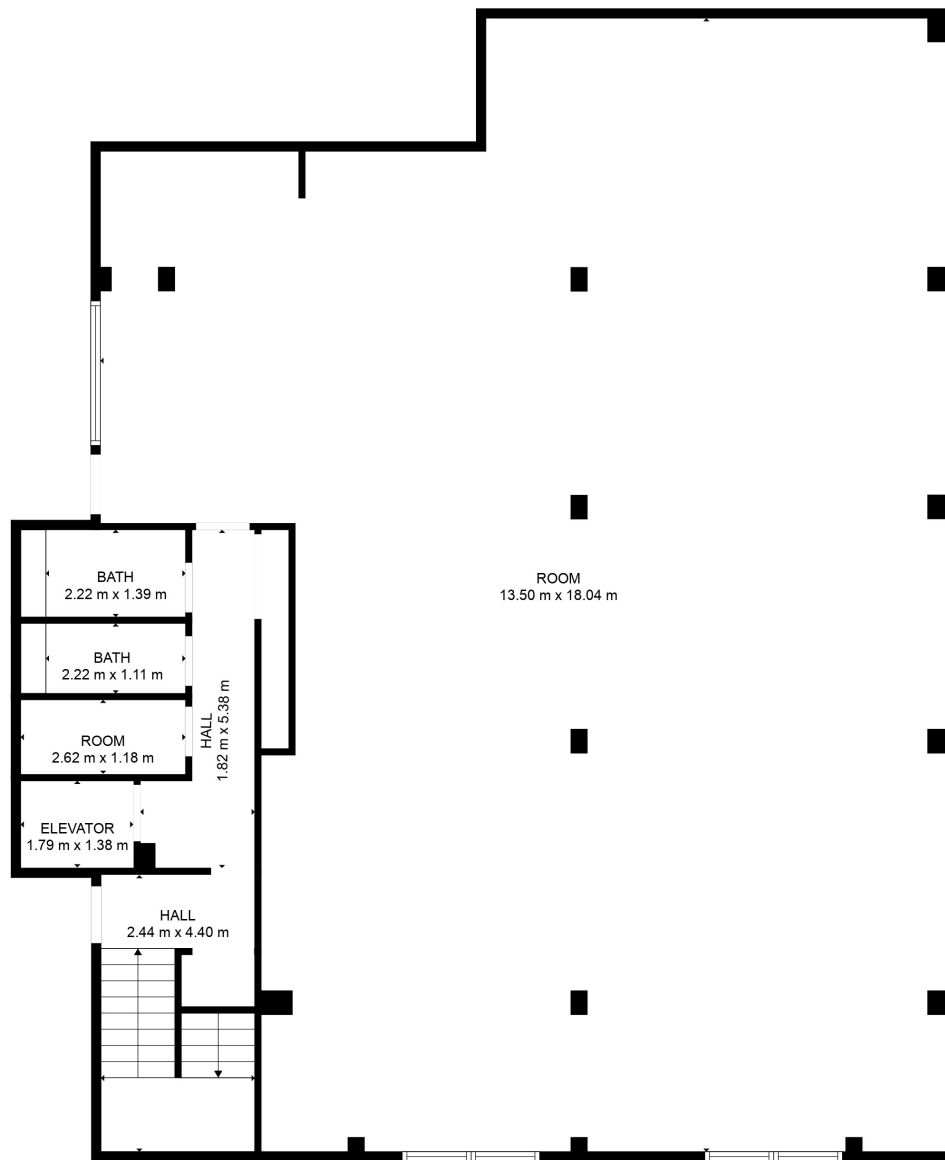 ROOM
13.50 m x 18.04 m
BATH
2.22 m x 1.39 m
BATH
2.22 m x 1.11 m
HALL
1.82 m x 5.38 m
ROOM
2.62 m x 1.18 m
ELEVATOR
1.79 m x 1.38 m
HALL
2.44 m x 4.40 m